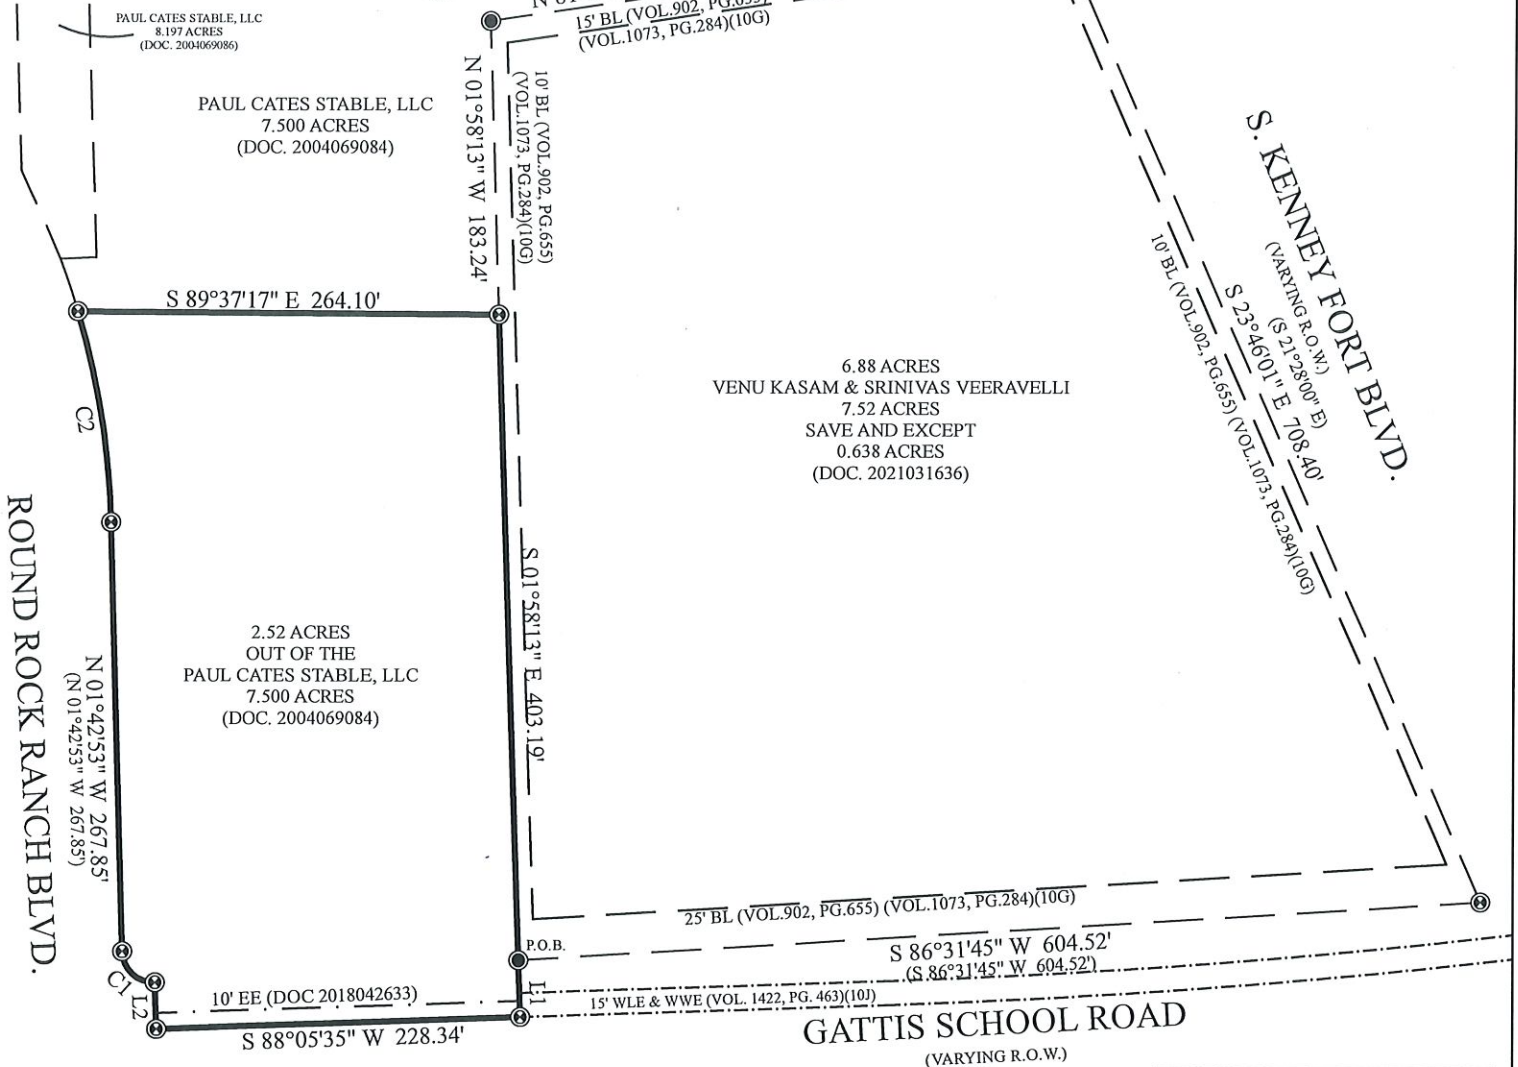 PAUL CATES STABLE, LLC
8.197 ACRES
(DOC. 2004069086)
15' BL (VOL.902, PG.655)
(VOL.1073, PG.284)(10G)
PAUL CATES STABLE, LLC
7.500 ACRES
(DOC. 2004069084)
N 01°58'13" W 183.24'
10' BL (VOL.902, PG.655)
(VOL.1073, PG.284)(10G)
S. KENNEY FORT BLVD.
(VARYING R.O.W.)
(S 21°28'00" E)
S 23°46'01" E 708.40'
10' BL (VOL.902, PG.655) (VOL.1073, PG.284)(10G)
S 89°37'17" E 264.10'
C2
6.88 ACRES
VENU KASAM & SRINIVAS VEERAVELLI
7.52 ACRES
SAVE AND EXCEPT
0.638 ACRES
(DOC. 2021031636)
S 01°58'13" E 403.19'
ROUND ROCK RANCH BLVD.
N 01°42'53" W 267.85'
(N 01°42'53" W 267.85')
2.52 ACRES
OUT OF THE
PAUL CATES STABLE, LLC
7.500 ACRES
(DOC. 2004069084)
25' BL (VOL.902, PG.655) (VOL.1073, PG.284)(10G)
P.O.B.
S 86°31'45" W 604.52'
(S 86°31'45" W 604.52')
C1
L2
L1
10' EE (DOC 2018042633)
15' WLE & WWE (VOL. 1422, PG. 463)(10J)
S 88°05'35" W 228.34'
GATTIS SCHOOL ROAD
(VARYING R.O.W.)